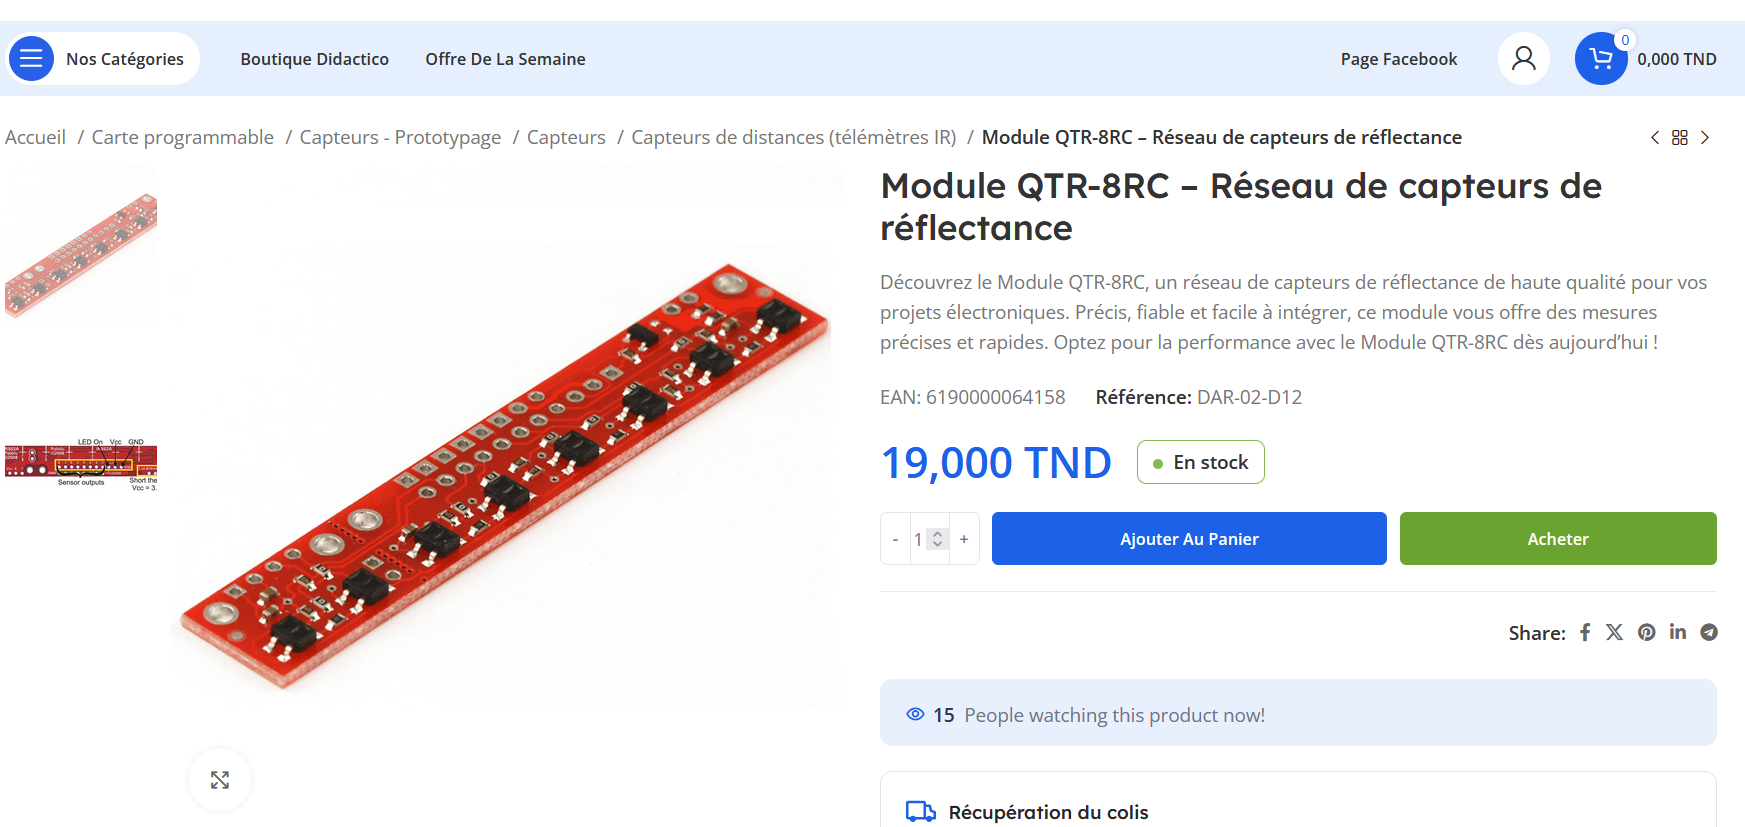 Nos Catégories
Boutique Didactico
Offre De La Semaine
Page Facebook
0
0,000 TND
Accueil / Carte programmable / Capteurs - Prototypage / Capteurs / Capteurs de distances (télémètres IR) / Module QTR-8RC – Réseau de capteurs de réflectance
Module QTR-8RC – Réseau de capteurs de
réflectance
Découvrez le Module QTR-8RC, un réseau de capteurs de réflectance de haute qualité pour vos
projets électroniques. Précis, fiable et facile à intégrer, ce module vous offre des mesures
précises et rapides. Optez pour la performance avec le Module QTR-8RC dès aujourd’hui !
EAN: 6190000064158 Référence: DAR-02-D12
19,000 TND
En stock
- 1 +
Ajouter Au Panier
Acheter
LED On Vcc GND
Sensor outputs
Short the
Vcc = 3.
Share:
15 People watching this product now!
Récupération du colis